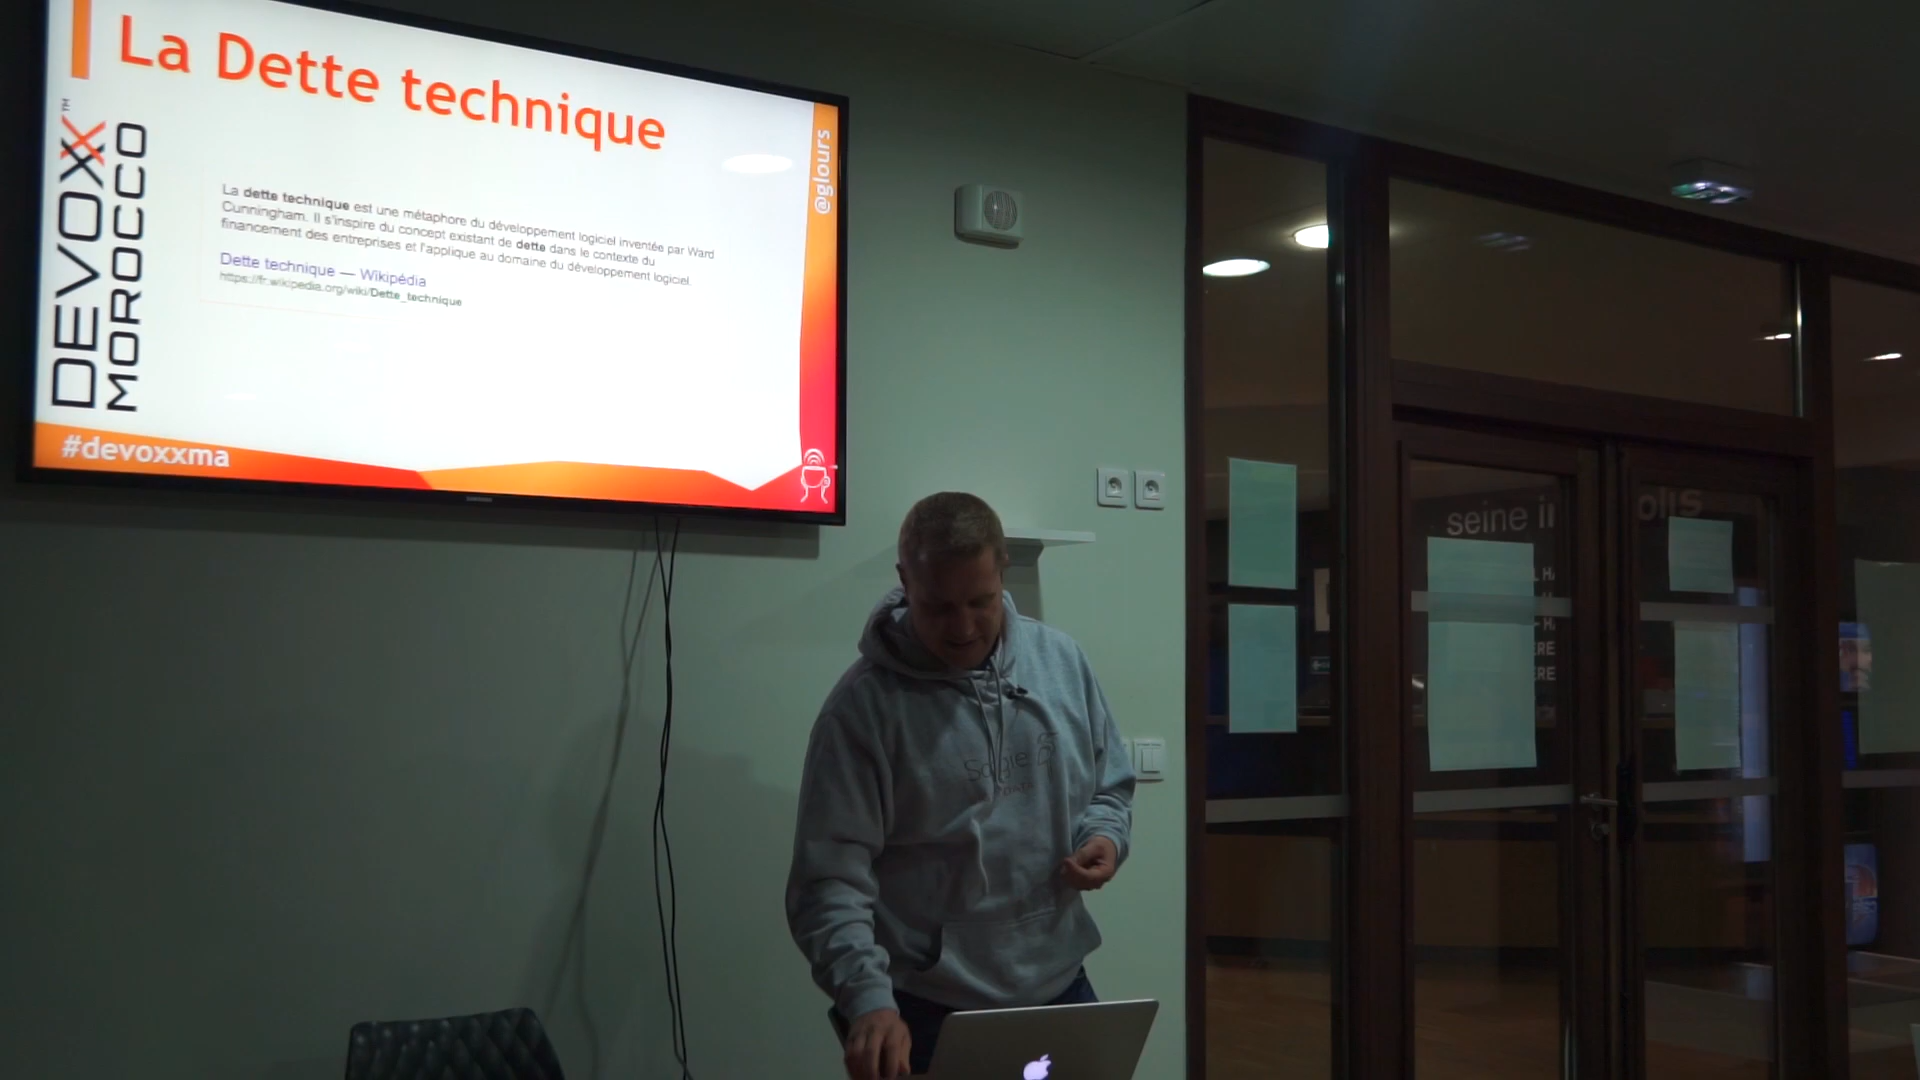 La Dette technique
DEVOXX™
MOROCCO
@glours
La dette technique est une métaphore du développement logiciel inventée par Ward
Cunningham. Il s'inspire du concept existant de dette dans le contexte du
financement des entreprises et l'applique au domaine du développement logiciel.
Dette technique — Wikipédia
https://fr.wikipedia.org/wiki/Dette_technique
#devoxxma
SAMSUNG
seine